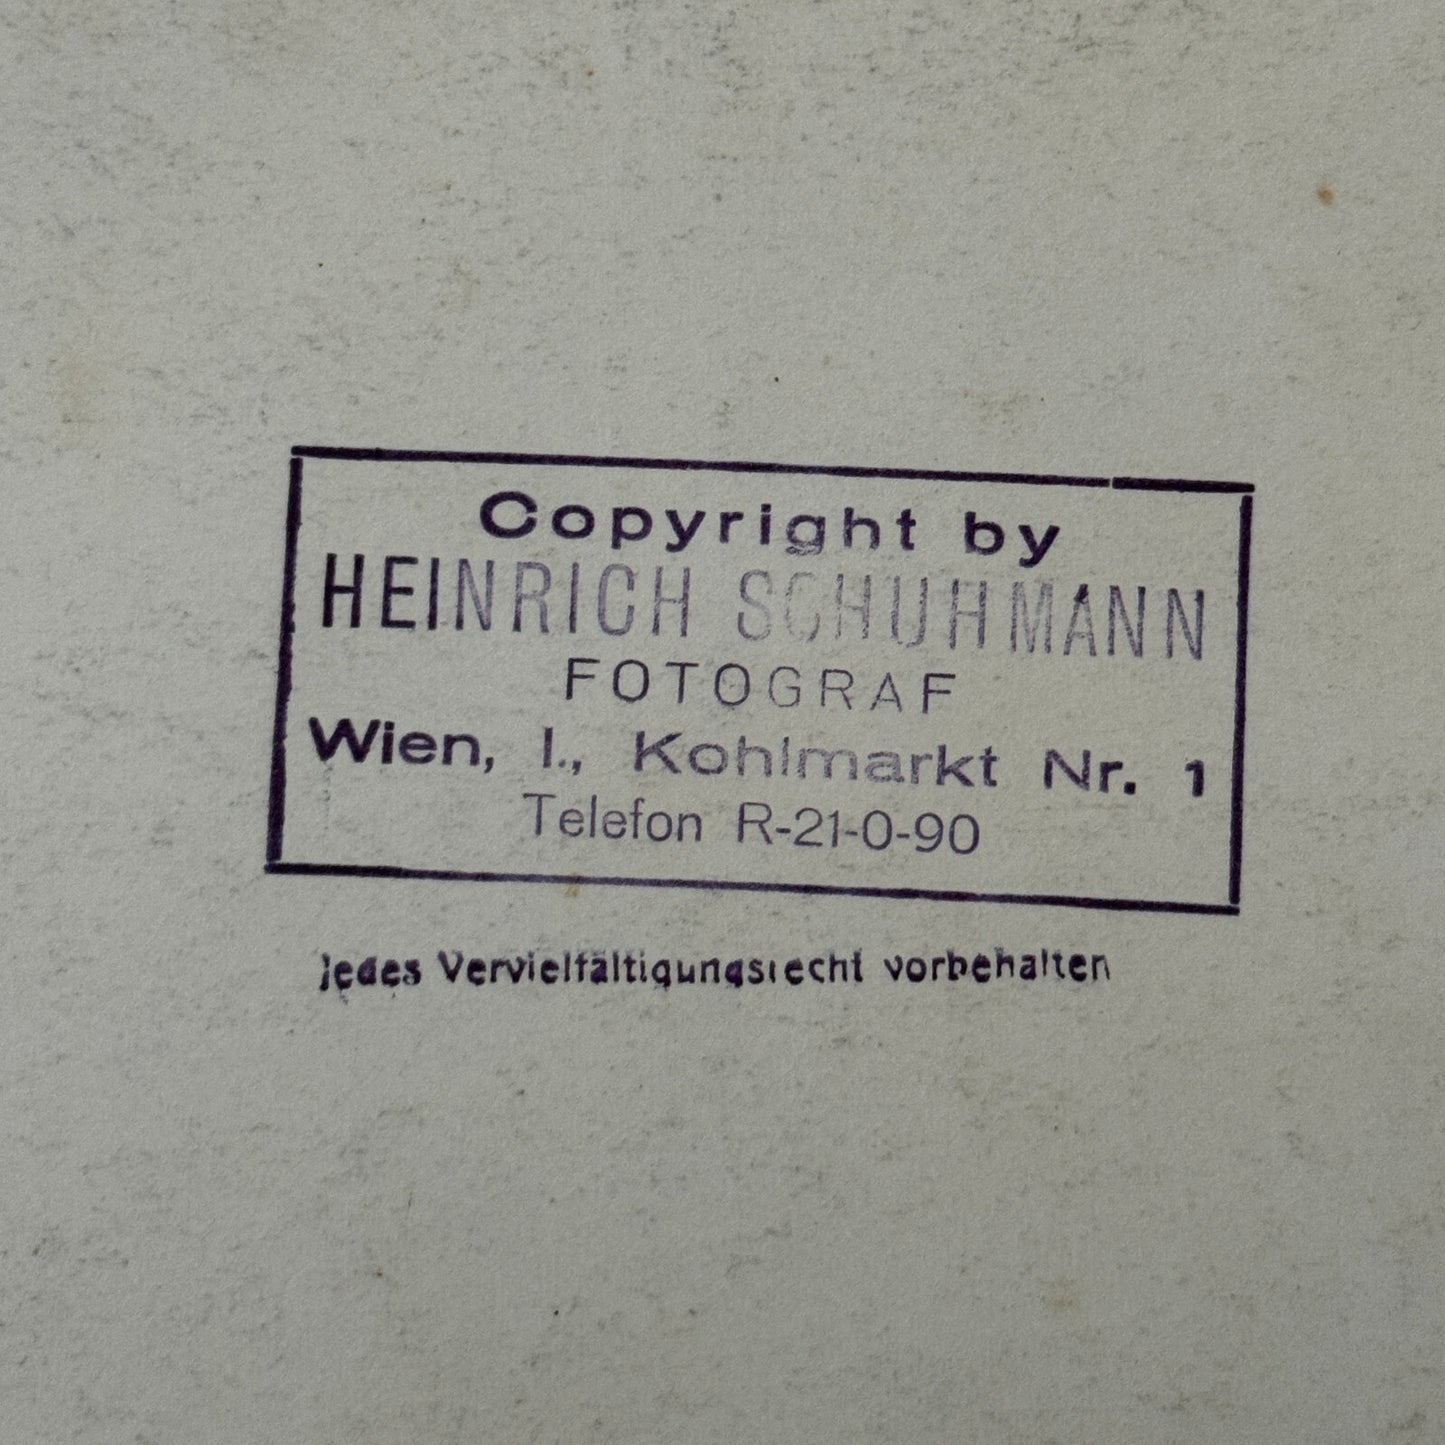 Copyright by
HEINRICH SCHUHMANN
FOTOGRAF
Wien, I., Kohlmarkt Nr. 1
Telefon R-21-0-90
Jedes Vervielfältigungsrecht vorbehalten